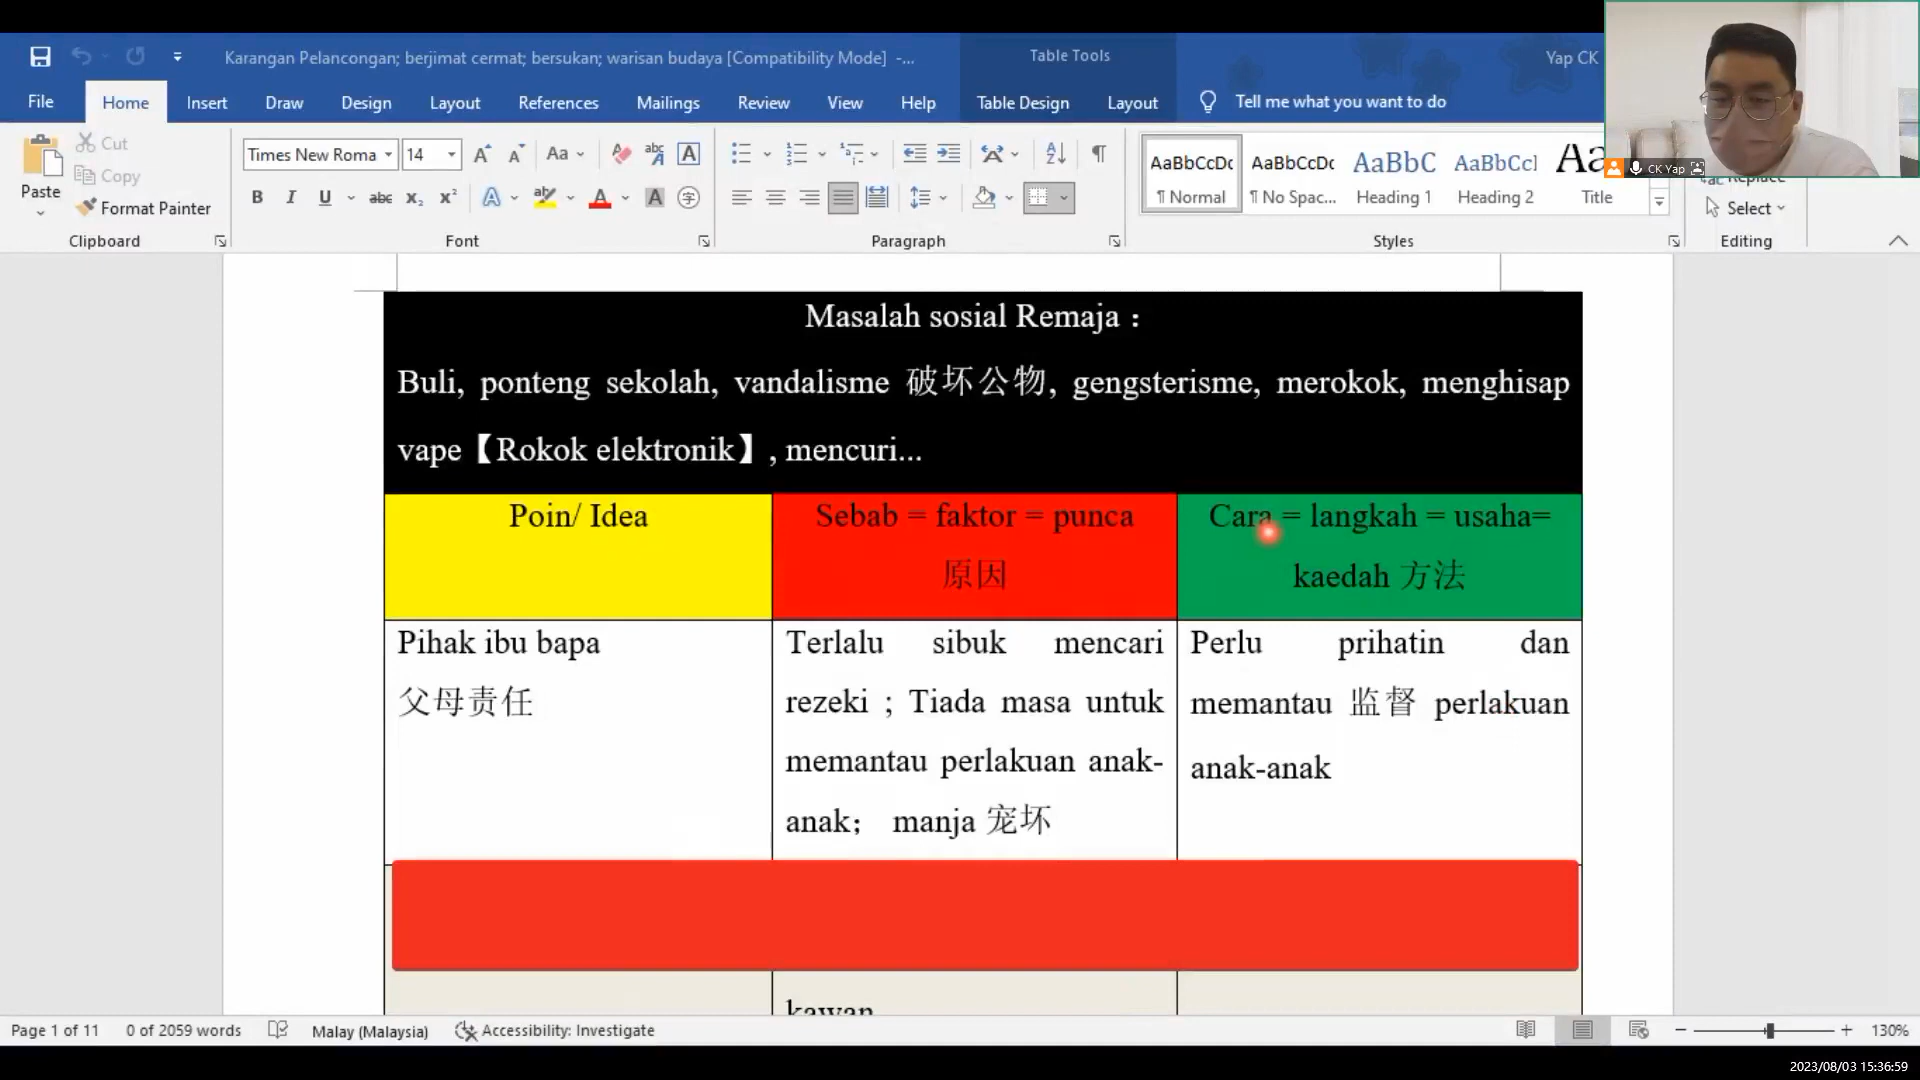 Karangan Pelancongan; berjimat cermat; bersukan; warisan budaya [Compatibility Mode] -...
Table Tools
Yap CK
File Home Insert Draw Design Layout References Mailings Review View Help Table Design Layout Tell me what you want to do
Paste
Cut
Copy
Format Painter
Clipboard
Times New Roma 14
Font
Paragraph
AaBbCcDc AaBbCcDc AaBbC AaBbCcl
Normal No Spac... Heading 1 Heading 2 Title
Styles
Replace
Select
Editing
CK Yap
Masalah sosial Remaja：
Buli, ponteng sekolah, vandalisme 破坏公物, gengsterisme, merokok, menghisap
vape【Rokok elektronik】, mencuri...
Poin/ Idea
Sebab = faktor = punca
原因
Cara = langkah = usaha=
kaedah 方法
Pihak ibu bapa
父母责任
Terlalu sibuk mencari
rezeki ; Tiada masa untuk
memantau perlakuan anak-
anak； manja 宠坏
Perlu prihatin dan
memantau 监督 perlakuan
anak-anak
kawan
Page 1 of 11 0 of 2059 words Malay (Malaysia) Accessibility: Investigate 130%
2023/08/03 15:36:59